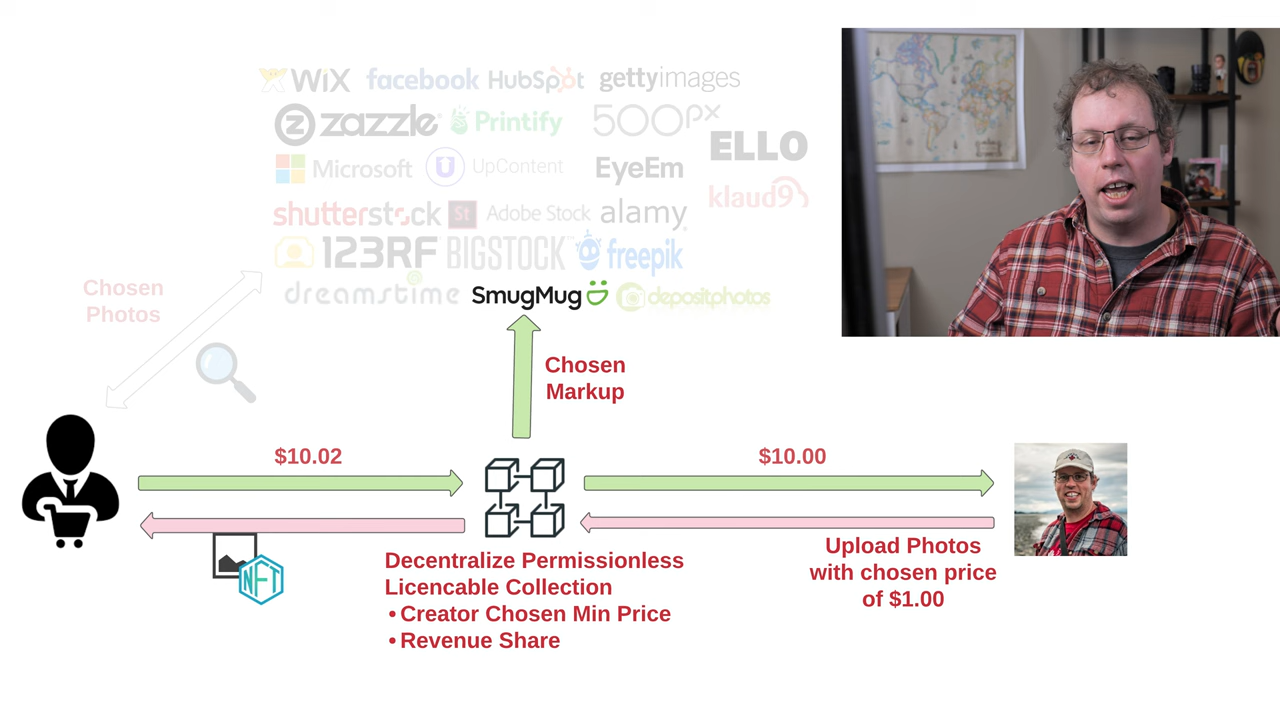 WiX facebook HubSpot gettyimages
zazzle Printify 500px
ELLO
Microsoft UpContent EyeEm
klaud9
shutterstock St Adobe Stock alamy
123RF BIGSTOCK freepik
dreamstime SmugMug depositphotos
Chosen
Photos
Chosen
Markup
$10.02
$10.00
NFT
Upload Photos
with chosen price
of $1.00
Decentralize Permissionless
Licencable Collection
• Creator Chosen Min Price
• Revenue Share